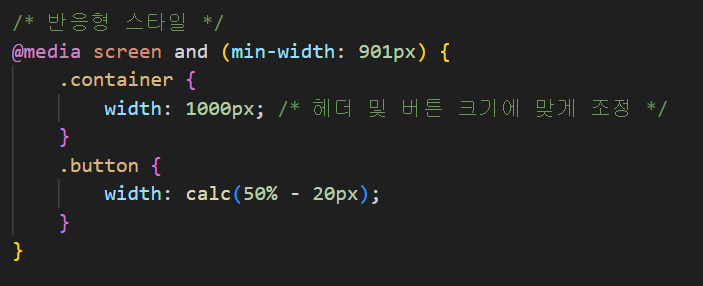 /* 반응형 스타일 */
@media screen and (min-width: 901px) {
    .container {
        width: 1000px; /* 헤더 및 버튼 크기에 맞게 조정 */
    }
    .button {
        width: calc(50% - 20px);
    }
}